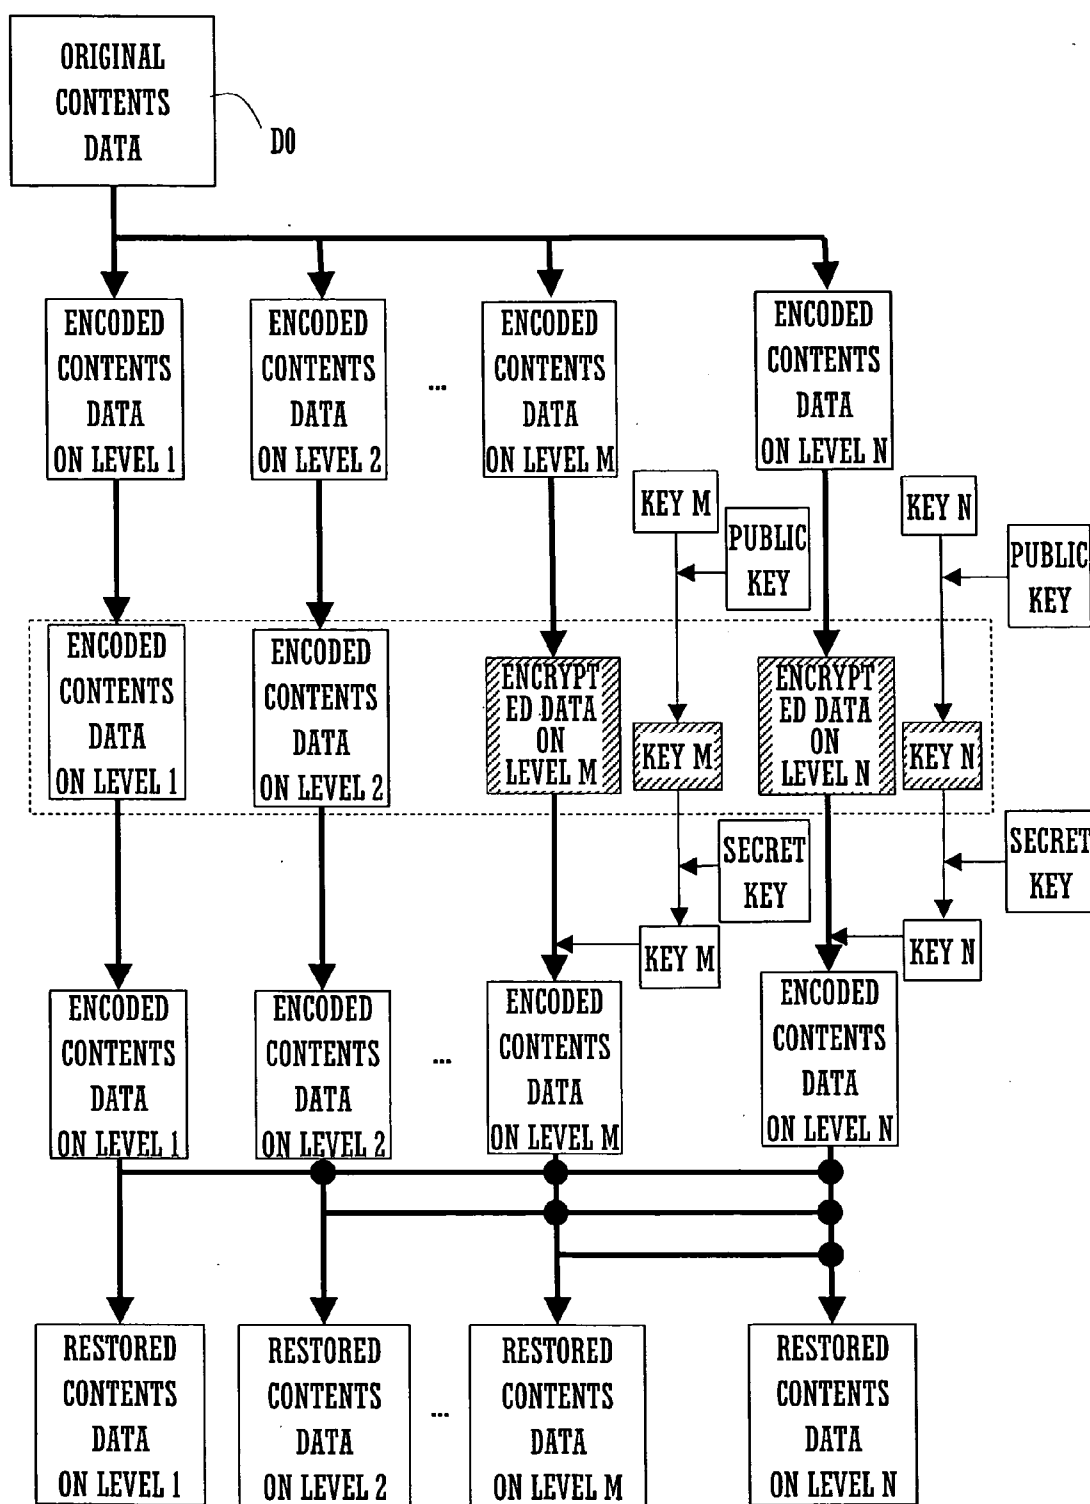 ORIGINAL
CONTENTS
DATA
D0
ENCODED
CONTENTS
DATA
ON LEVEL 1
ENCODED
CONTENTS
DATA
ON LEVEL 2
...
ENCODED
CONTENTS
DATA
ON LEVEL M
ENCODED
CONTENTS
DATA
ON LEVEL N
KEY M
PUBLIC
KEY
KEY N
PUBLIC
KEY
ENCODED
CONTENTS
DATA
ON LEVEL 1
ENCODED
CONTENTS
DATA
ON LEVEL 2
ENCRYPT
ED DATA
ON
LEVEL M
KEY M
ENCRYPT
ED DATA
ON
LEVEL N
KEY N
SECRET
KEY
SECRET
KEY
KEY M
KEY N
ENCODED
CONTENTS
DATA
ON LEVEL 1
ENCODED
CONTENTS
DATA
ON LEVEL 2
...
ENCODED
CONTENTS
DATA
ON LEVEL M
ENCODED
CONTENTS
DATA
ON LEVEL N
RESTORED
CONTENTS
DATA
ON LEVEL 1
RESTORED
CONTENTS
DATA
ON LEVEL 2
...
RESTORED
CONTENTS
DATA
ON LEVEL M
RESTORED
CONTENTS
DATA
ON LEVEL N